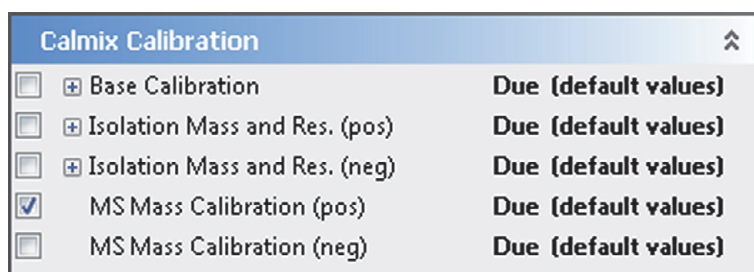 Calmix Calibration
Base Calibration Due (default values)
Isolation Mass and Res. (pos) Due (default values)
Isolation Mass and Res. (neg) Due (default values)
MS Mass Calibration (pos) Due (default values)
MS Mass Calibration (neg) Due (default values)